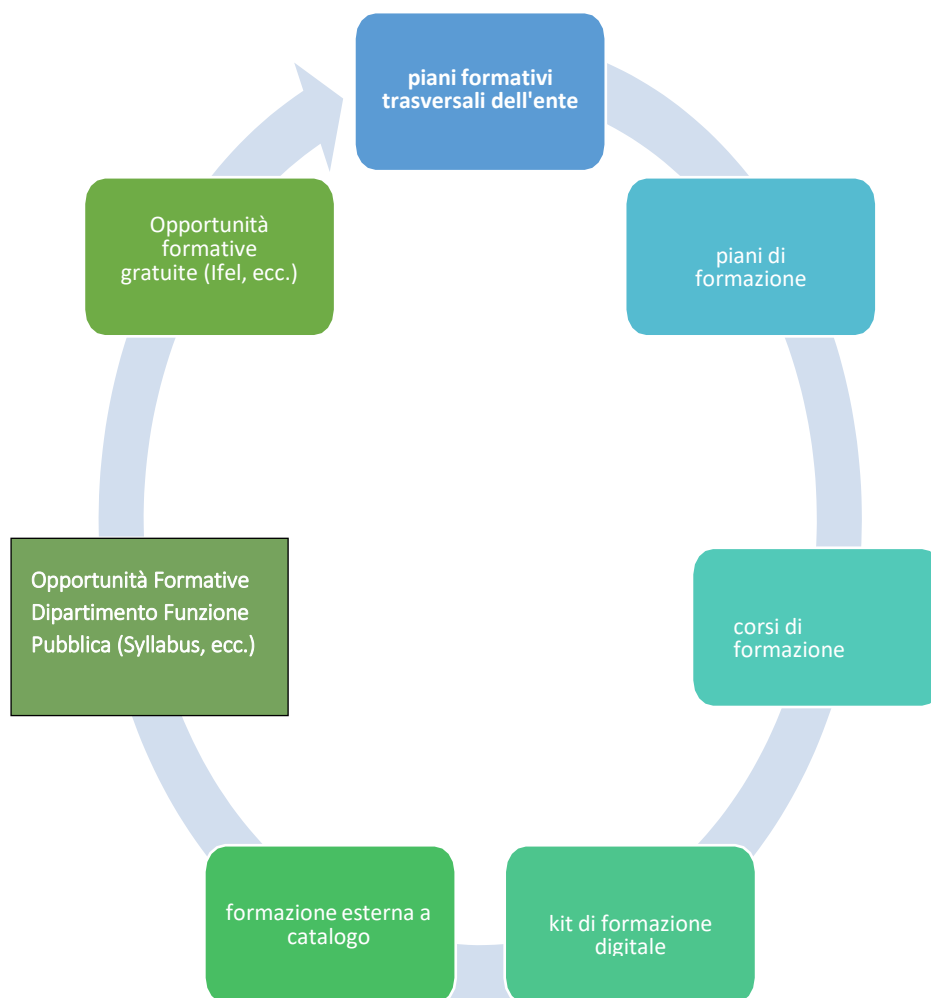 piani formativi
trasversali dell'ente
piani di
formazione
corsi di
formazione
kit di formazione
digitale
formazione esterna a
catalogo
Opportunità Formative
Dipartimento Funzione
Pubblica (Syllabus, ecc.)
Opportunità
formative
gratuite (Ifel, ecc.)